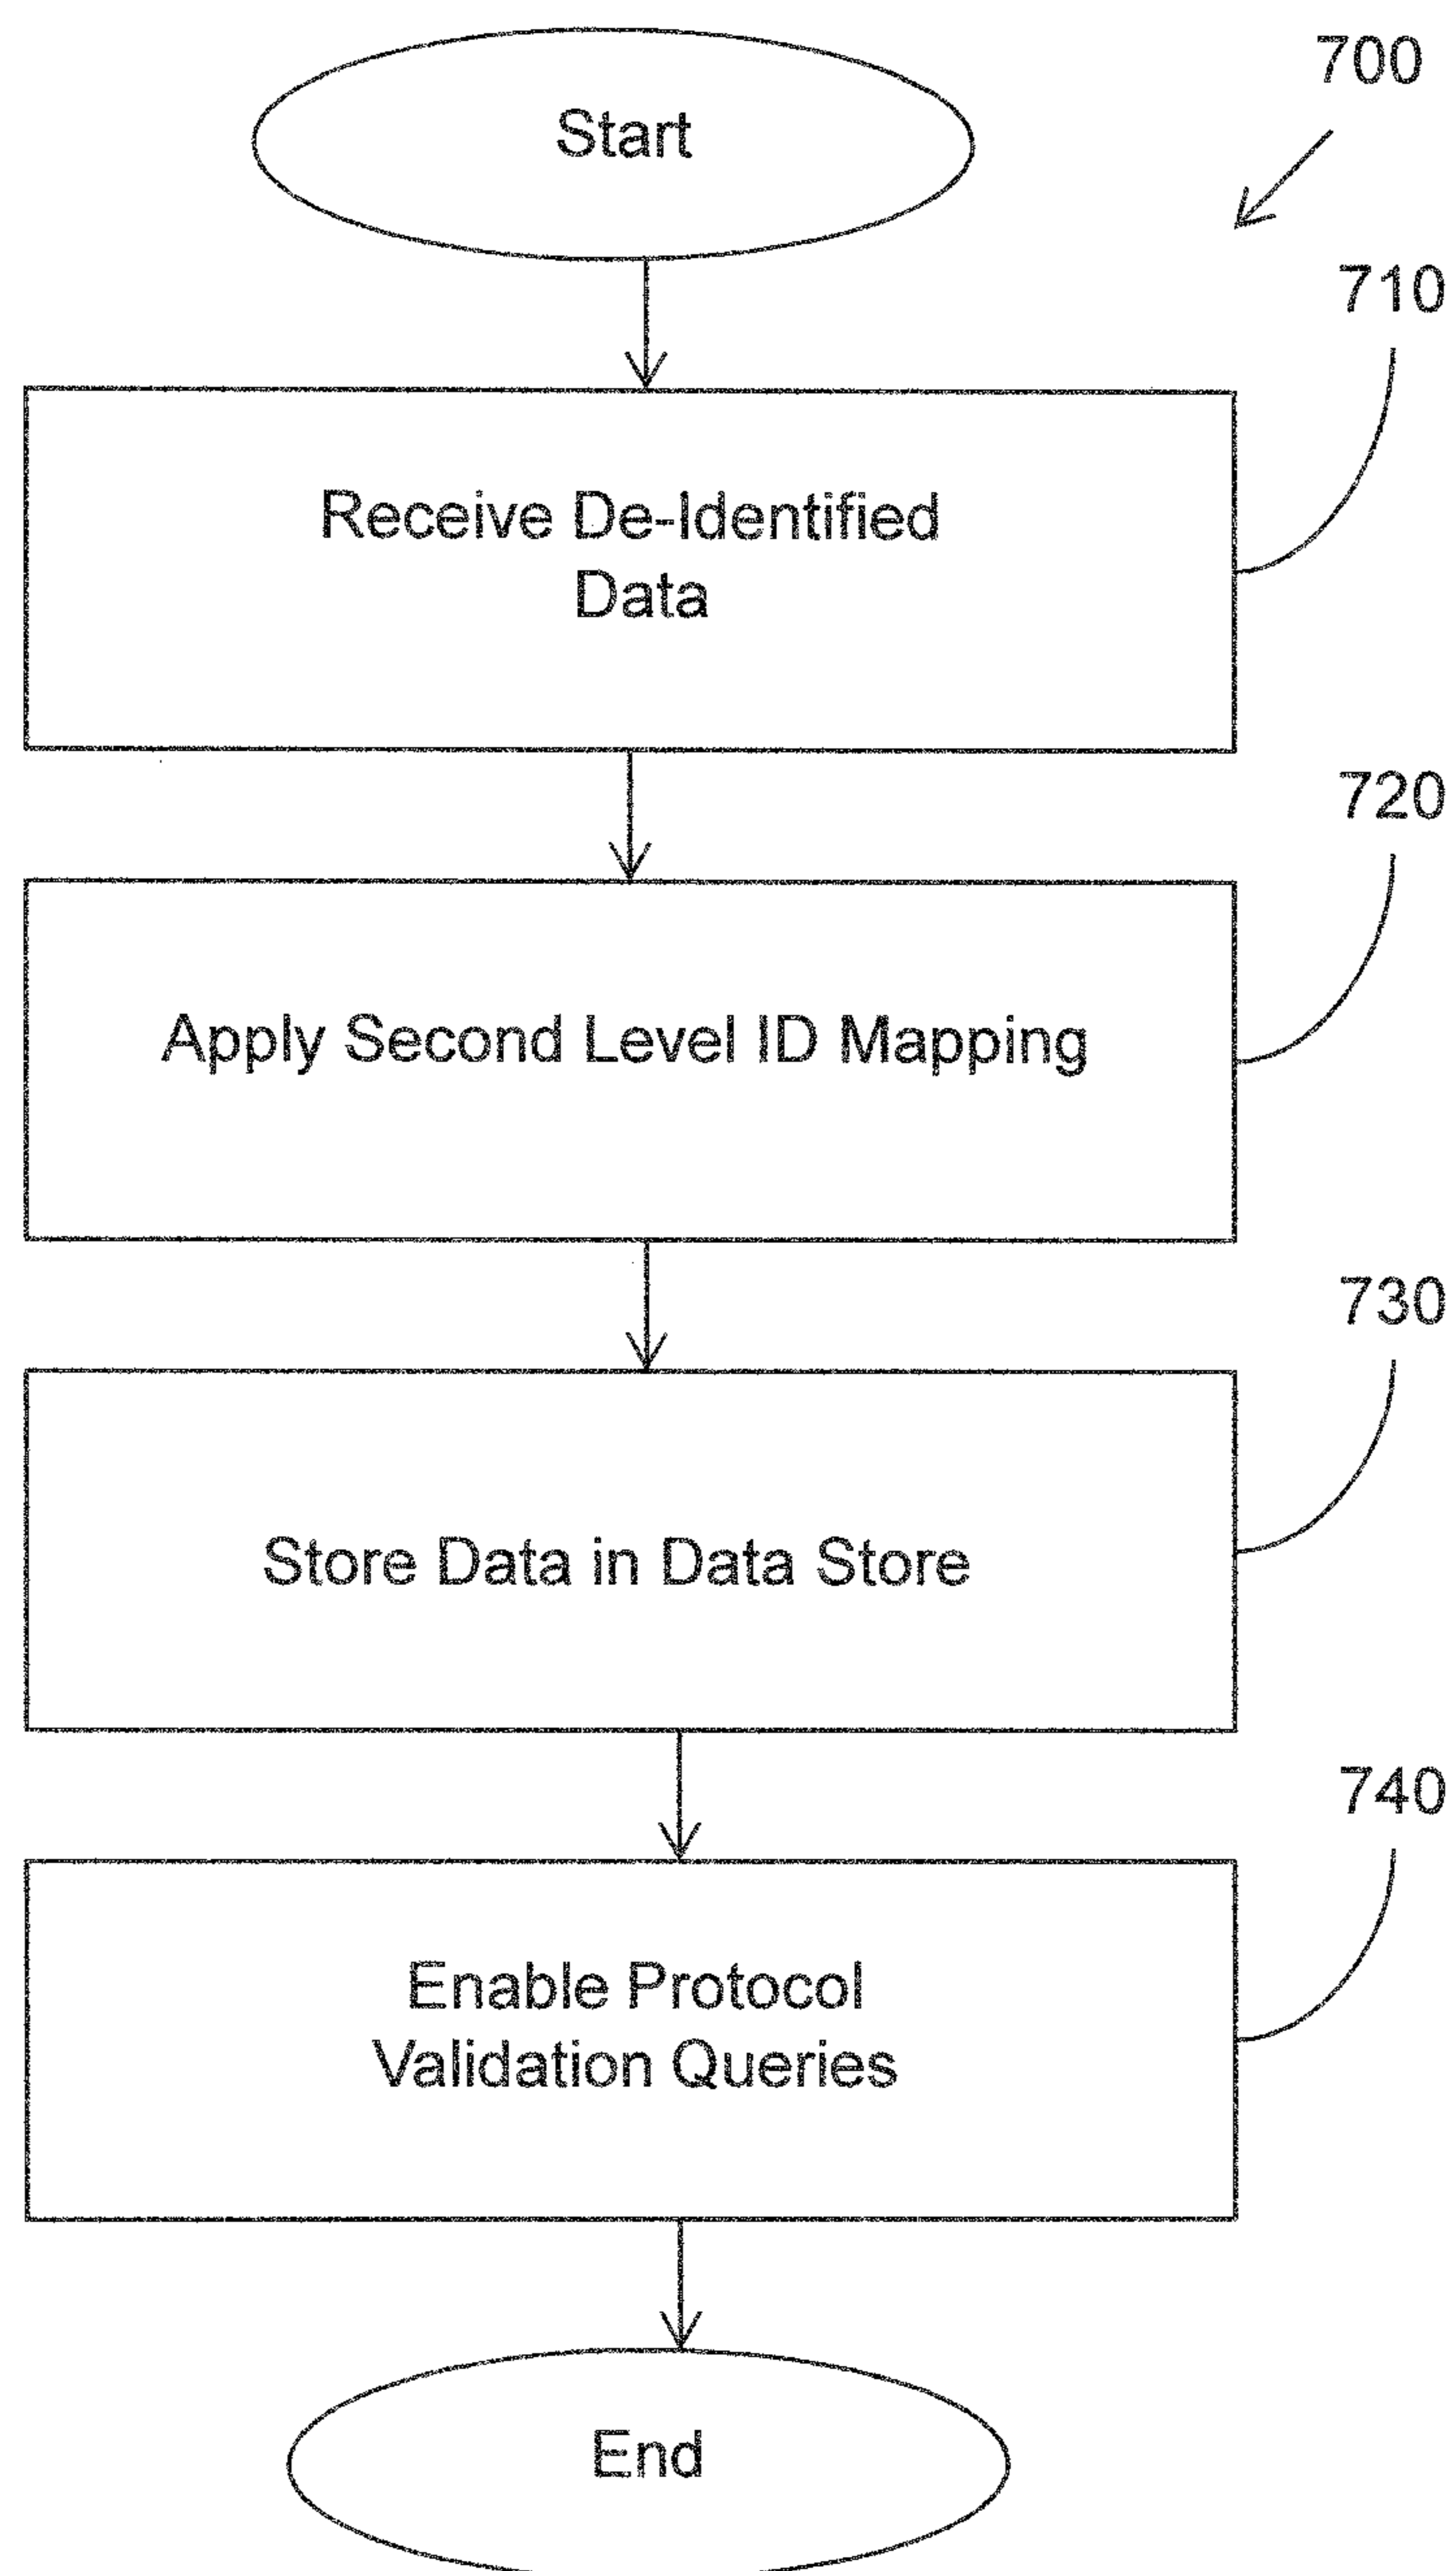 700
Start
710
Receive De-Identified
Data
720
Apply Second Level ID Mapping
730
Store Data in Data Store
740
Enable Protocol
Validation Queries
End